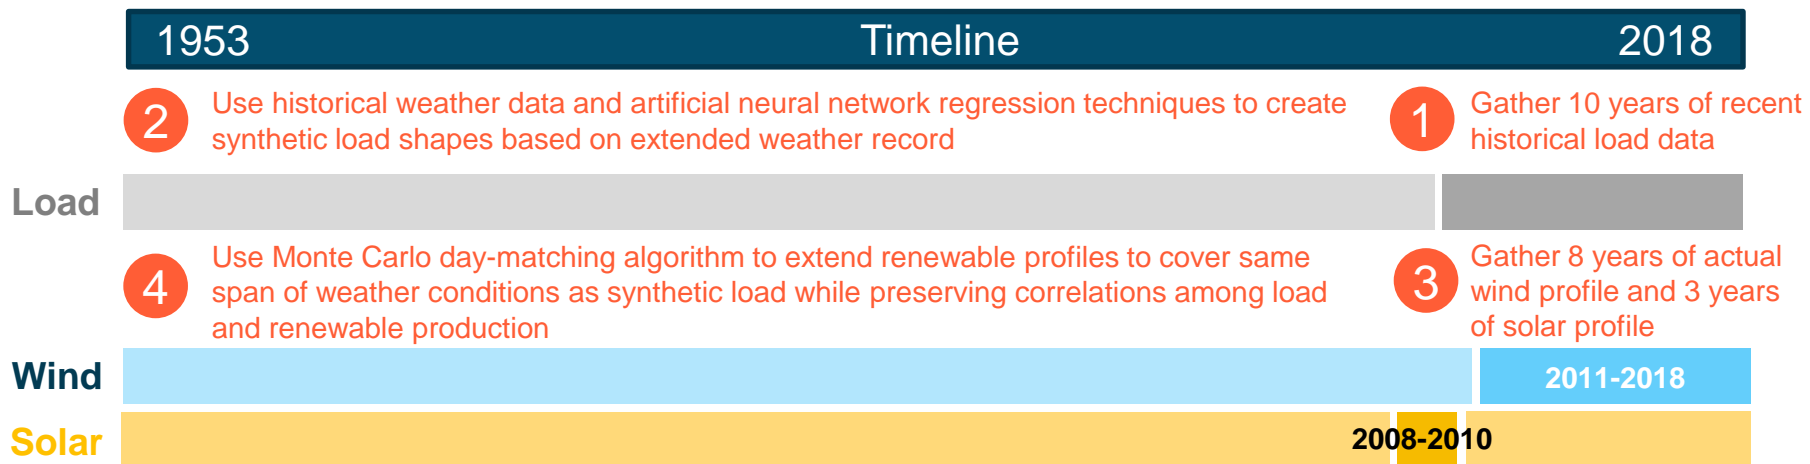 1953 Timeline 2018
2 Use historical weather data and artificial neural network regression techniques to create
synthetic load shapes based on extended weather record
1 Gather 10 years of recent
historical load data
Load
4 Use Monte Carlo day-matching algorithm to extend renewable profiles to cover same
span of weather conditions as synthetic load while preserving correlations among load
and renewable production
3 Gather 8 years of actual
wind profile and 3 years
of solar profile
Wind 2011-2018
Solar 2008-2010